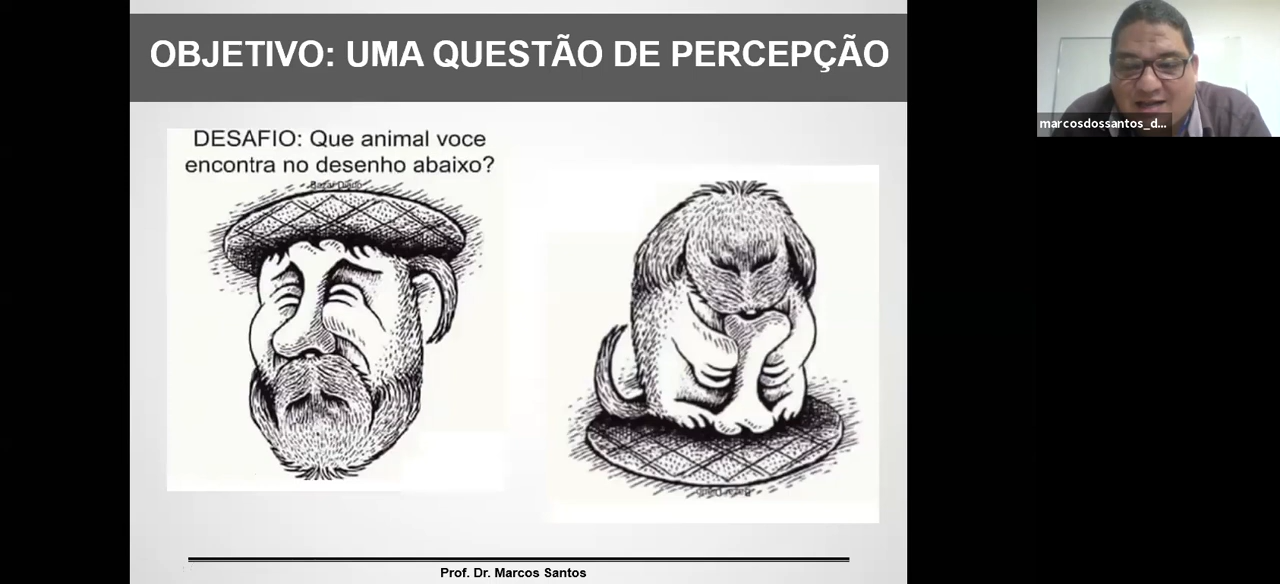 OBJETIVO: UMA QUESTÃO DE PERCEPÇÃO
DESAFIO: Que animal voce
encontra no desenho abaixo?
marcosdossantos_d...
Prof. Dr. Marcos Santos